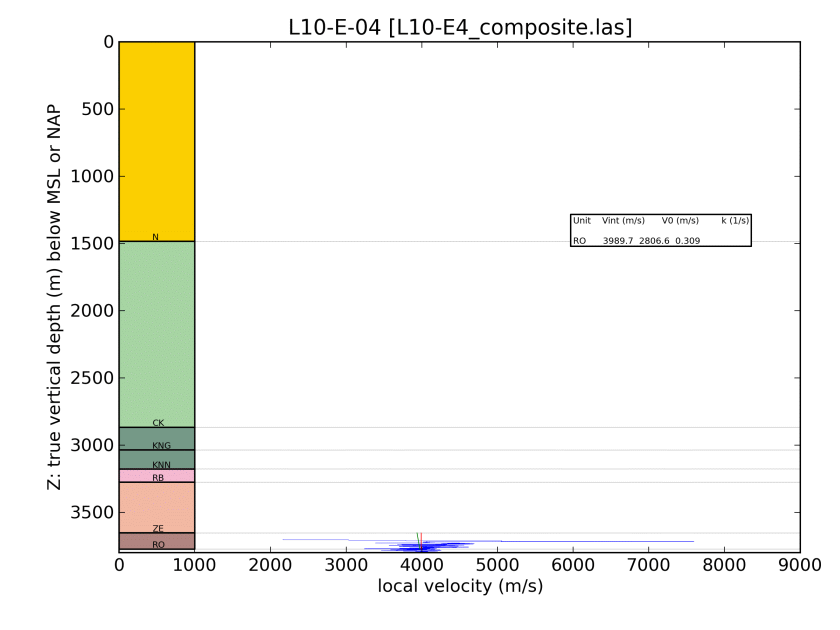 L10-E-04 [L10-E4_composite.las]
Z: true vertical depth (m) below MSL or NAP
0
500
1000
1500
2000
2500
3000
3500
N
CK
KNG
KNN
RB
ZE
RO
Unit Vint (m/s) V0 (m/s) k (1/s)
RO 3989.7 2806.6 0.309
0 1000 2000 3000 4000 5000 6000 7000 8000 9000
local velocity (m/s)